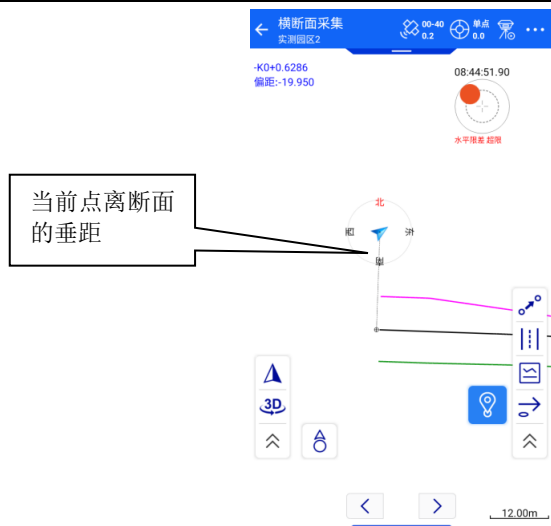 横断面采集
实测园区2
00-40
0.2
单点
0.0
-K0+0.6286
偏距:-19.950
08:44:51.90
水平限差 超限
当前点离断面
的垂距
北
西
东
南
3D
12.00m